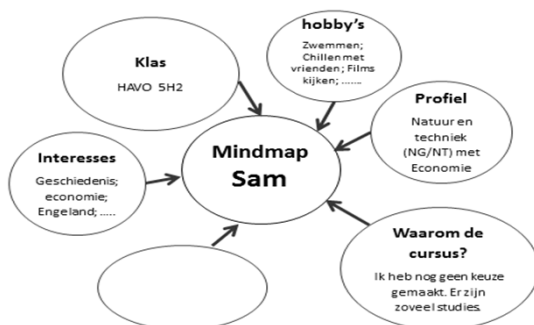 Klas
HAVO 5H2
hobby's
Zwemmen;
Chillen met
vrienden; Films
kijken; .......
Profiel
Natuur en
techniek
(NG/NT) met
Economie
Mindmap
Sam
Interesses
Geschiedenis;
economie;
Engeland; .....
Waarom de
cursus?
Ik heb nog geen keuze
gemaakt. Er zijn
zoveel studies.